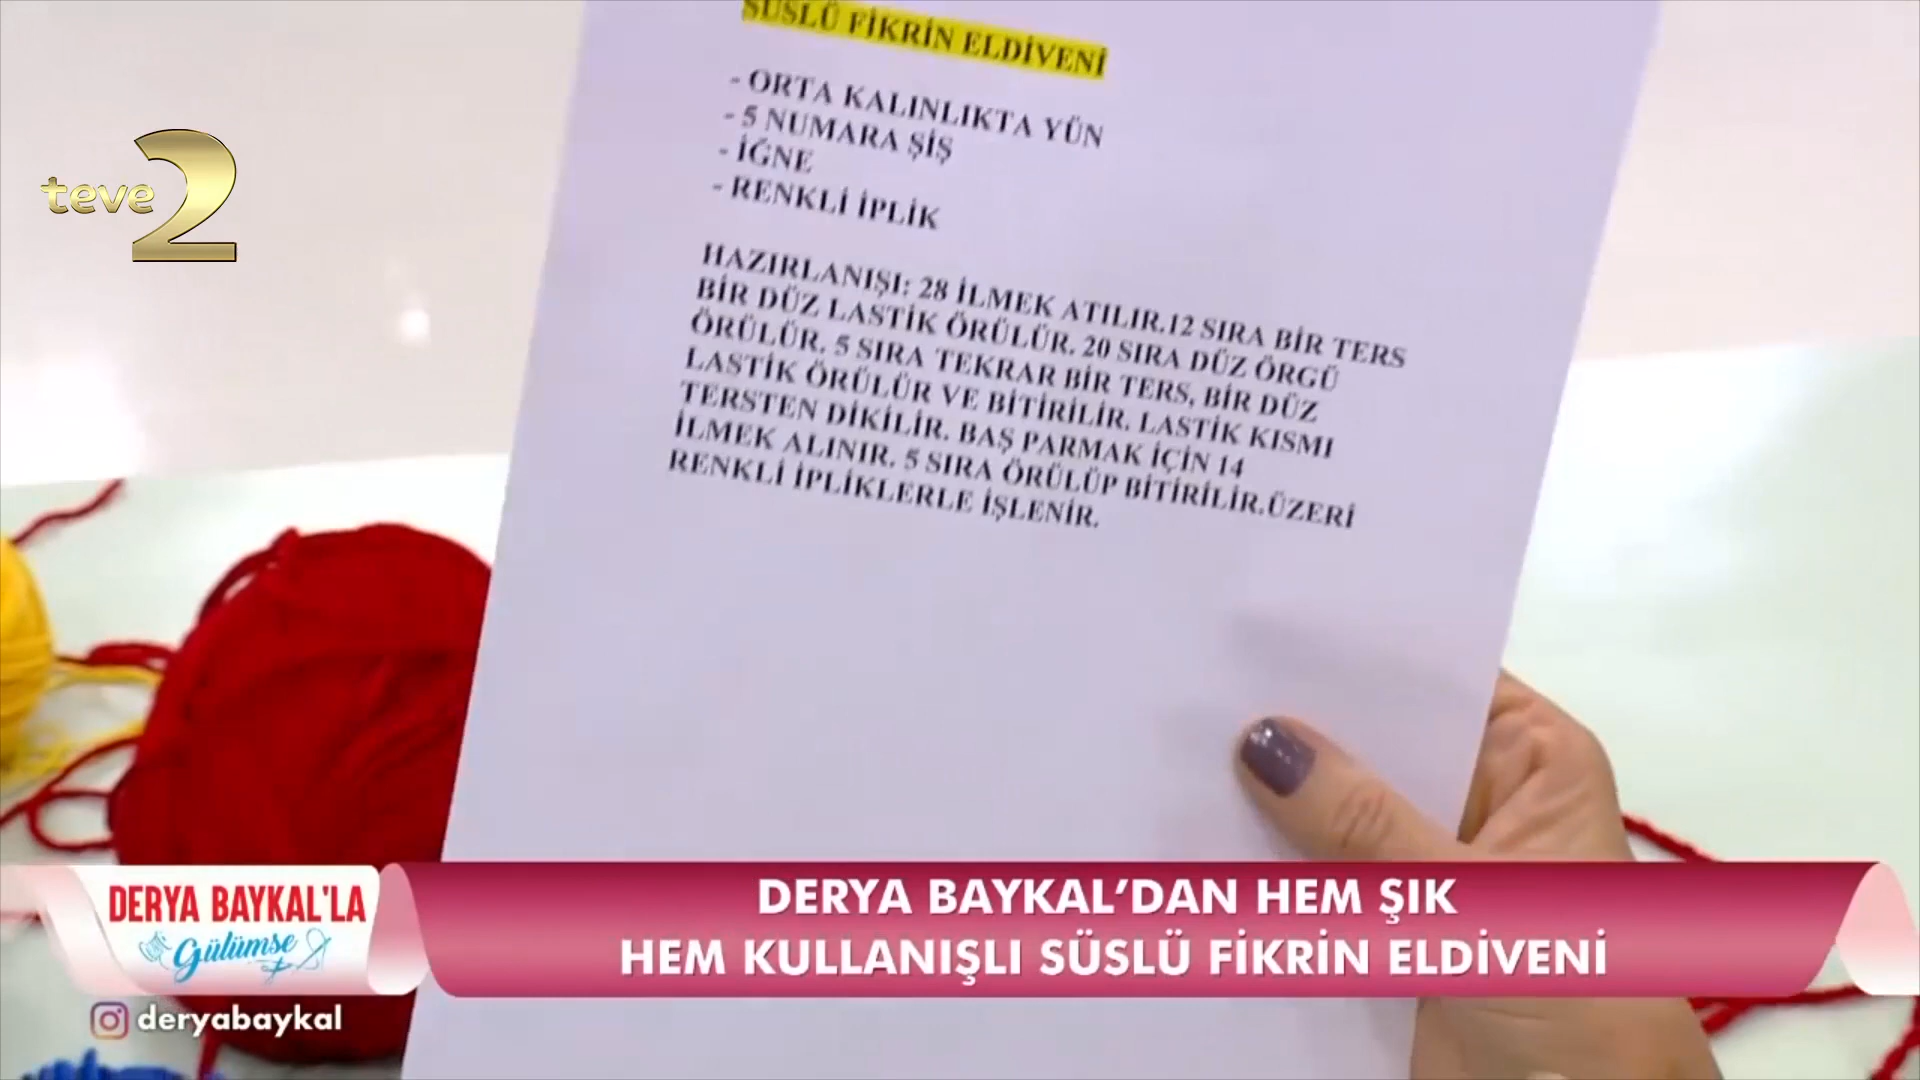 SÜSLÜ FİKRİN ELDİVENİ
- ORTA KALINLIKTA YÜN
- 5 NUMARA ŞİŞ
- İĞNE
- RENKLİ İPLİK
HAZIRLANIŞI: 28 İLMEK ATILIR.12 SIRA BİR TERS
BİR DÜZ LASTİK ÖRÜLÜR. 20 SIRA DÜZ ÖRGÜ
ÖRÜLÜR. 5 SIRA TEKRAR BİR TERS, BİR DÜZ
LASTİK ÖRÜLÜR VE BİTİRİLİR. LASTİK KISMI
TERSTEN DİKİLİR. BAŞ PARMAK İÇİN 14
İLMEK ALINIR. 5 SIRA ÖRÜLÜP BİTİRİLİR.ÜZERİ
RENKLİ İPLİKLERLE İŞLENİR.
teve2
DERYA BAYKAL'LA
Gülümse
DERYA BAYKAL'DAN HEM ŞIK
HEM KULLANIŞLI SÜSLÜ FİKRİN ELDİVENİ
deryabaykal